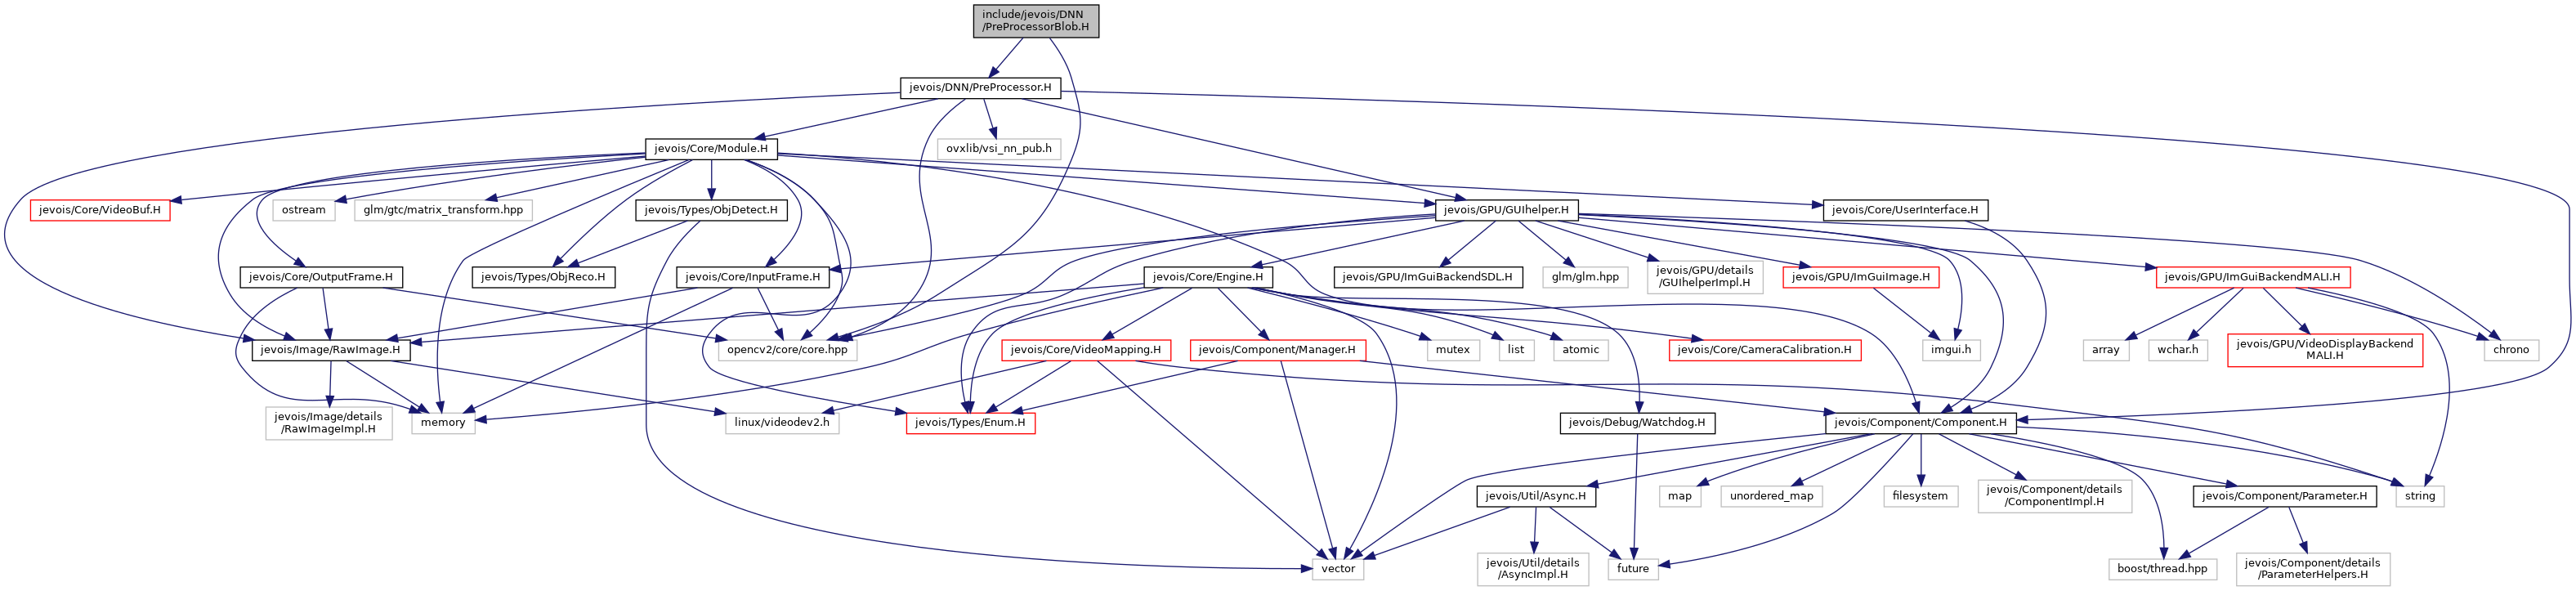 include/jevois/DNN
/PreProcessorBlob.H
jevois/DNN/PreProcessor.H
jevois/Core/Module.H
ovxlib/vsi_nn_pub.h
jevois/Core/VideoBuf.H
ostream
glm/gtc/matrix_transform.hpp
jevois/Types/ObjDetect.H
jevois/GPU/GUIhelper.H
jevois/Core/UserInterface.H
jevois/Core/OutputFrame.H
jevois/Types/ObjReco.H
jevois/Core/InputFrame.H
jevois/Core/Engine.H
jevois/GPU/ImGuiBackendSDL.H
glm/glm.hpp
jevois/GPU/details
/GUIhelperImpl.H
jevois/GPU/ImGuiImage.H
jevois/GPU/ImGuiBackendMALI.H
jevois/Image/RawImage.H
opencv2/core/core.hpp
jevois/Core/VideoMapping.H
jevois/Component/Manager.H
mutex
list
atomic
jevois/Core/CameraCalibration.H
imgui.h
array
wchar.h
jevois/GPU/VideoDisplayBackend
MALI.H
chrono
jevois/Image/details
/RawImageImpl.H
memory
linux/videodev2.h
jevois/Types/Enum.H
jevois/Debug/Watchdog.H
jevois/Component/Component.H
jevois/Util/Async.H
map
unordered_map
filesystem
jevois/Component/details
/ComponentImpl.H
jevois/Component/Parameter.H
string
vector
jevois/Util/details
/AsyncImpl.H
future
boost/thread.hpp
jevois/Component/details
/ParameterHelpers.H